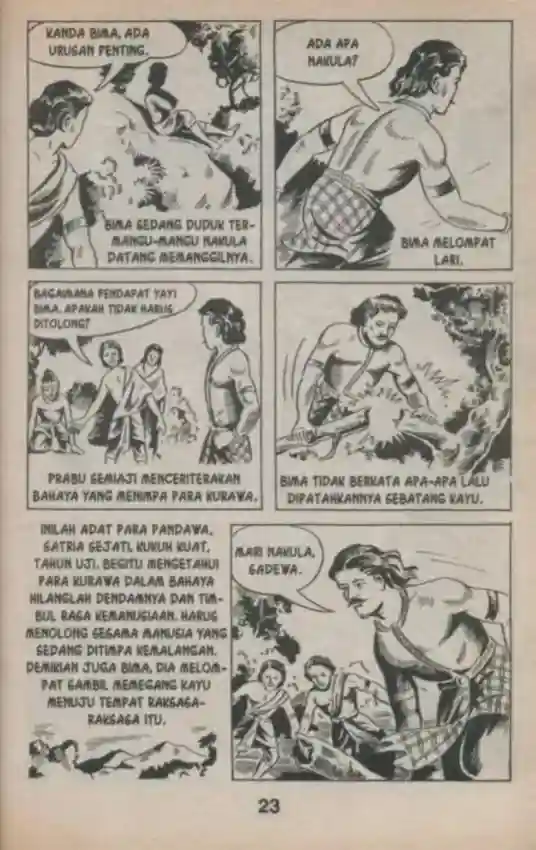 KANDA BIMA, ADA
URUSAN PENTING.
BIMA SEDANG DUDUK TER-
MANGU-MANGU NAKULA
DATANG MEMANGGILNYA.
ADA APA
NAKULA?
BIMA MELOMPAT
LARI.
BAGAIMANA PENDAPAT YAYI
BIMA, APAKAH TIDAK HARUS
DITOLONG?
PRABU SEMIAJI MENCERITERAKAN
BAHAYA YANG MENIMPA PARA KURAWA.
BIMA TIDAK BERKATA APA-APA LALU
DIPATAHKANNYA SEBATANG KAYU.
INILAH ADAT PARA PANDAWA,
SATRIA SEJATI, KUKUH KUAT,
TAHUN UJI. BEGITU MENGETAHUI
PARA KURAWA DALAM BAHAYA
HILANGLAH DENDAMNYA DAN TIM-
BUL RASA KEMANUSIAAN. HARUS
MENOLONG SESAMA MANUSIA YANG
SEDANG DITIMPA KEMALANGAN.
DEMIKIAN JUGA BIMA, DIA MELOM-
PAT SAMBIL MEMEGANG KAYU
MENUJU TEMPAT RAKSASA-
RAKSASA ITU.
MARI NAKULA,
SADEWA.
23